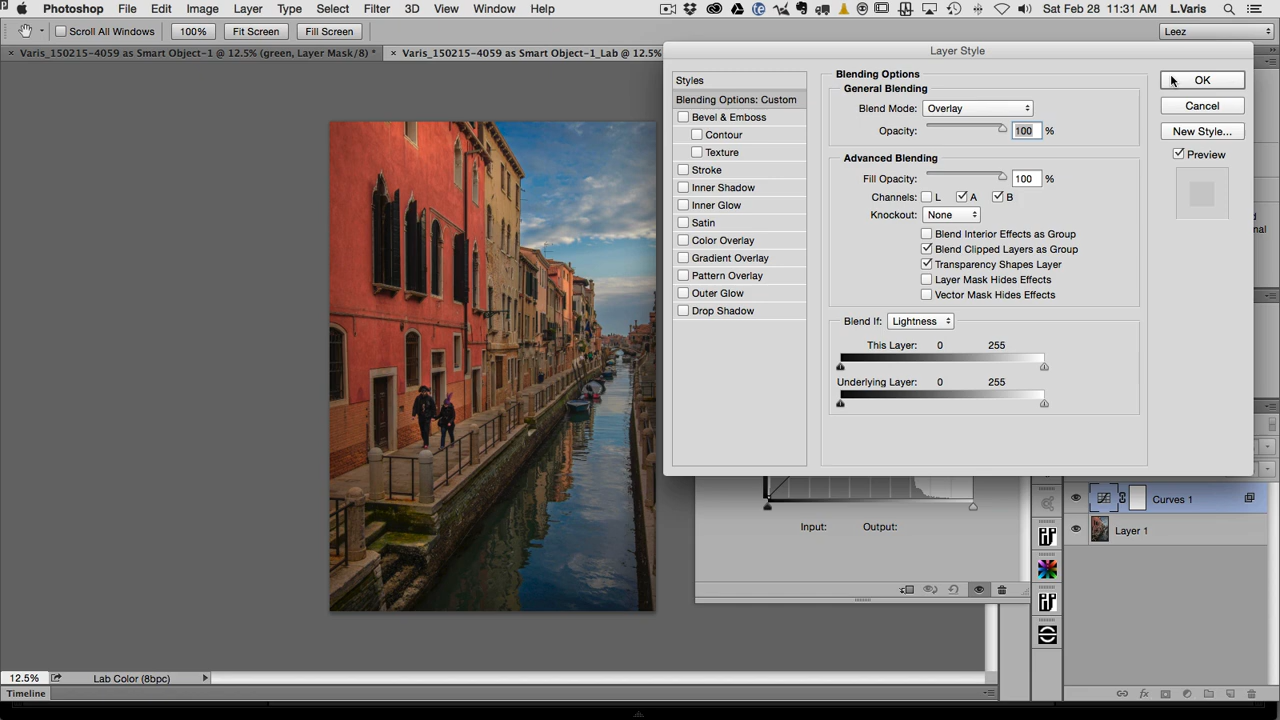 Photoshop File Edit Image Layer Type Select Filter 3D View Window Help Sat Feb 28 11:31 AM L.Varis
Scroll All Windows 100% Fit Screen Fill Screen Leez
× Varis_150215-4059 as Smart Object-1 @ 12.5% (green, Layer Mask/8) * × Varis_150215-4059 as Smart Object-1_Lab @ 12.5%
Layer Style
Styles
Blending Options: Custom
Bevel & Emboss
Contour
Texture
Stroke
Inner Shadow
Inner Glow
Satin
Color Overlay
Gradient Overlay
Pattern Overlay
Outer Glow
Drop Shadow
Blending Options
General Blending
Blend Mode: Overlay
Opacity: 100 %
Advanced Blending
Fill Opacity: 100 %
Channels: L A B
Knockout: None
Blend Interior Effects as Group
Blend Clipped Layers as Group
Transparency Shapes Layer
Layer Mask Hides Effects
Vector Mask Hides Effects
Blend If: Lightness
This Layer: 0 255
Underlying Layer: 0 255
OK
Cancel
New Style...
Preview
Input: Output:
Curves 1
Layer 1
12.5% Lab Color (8bpc)
Timeline